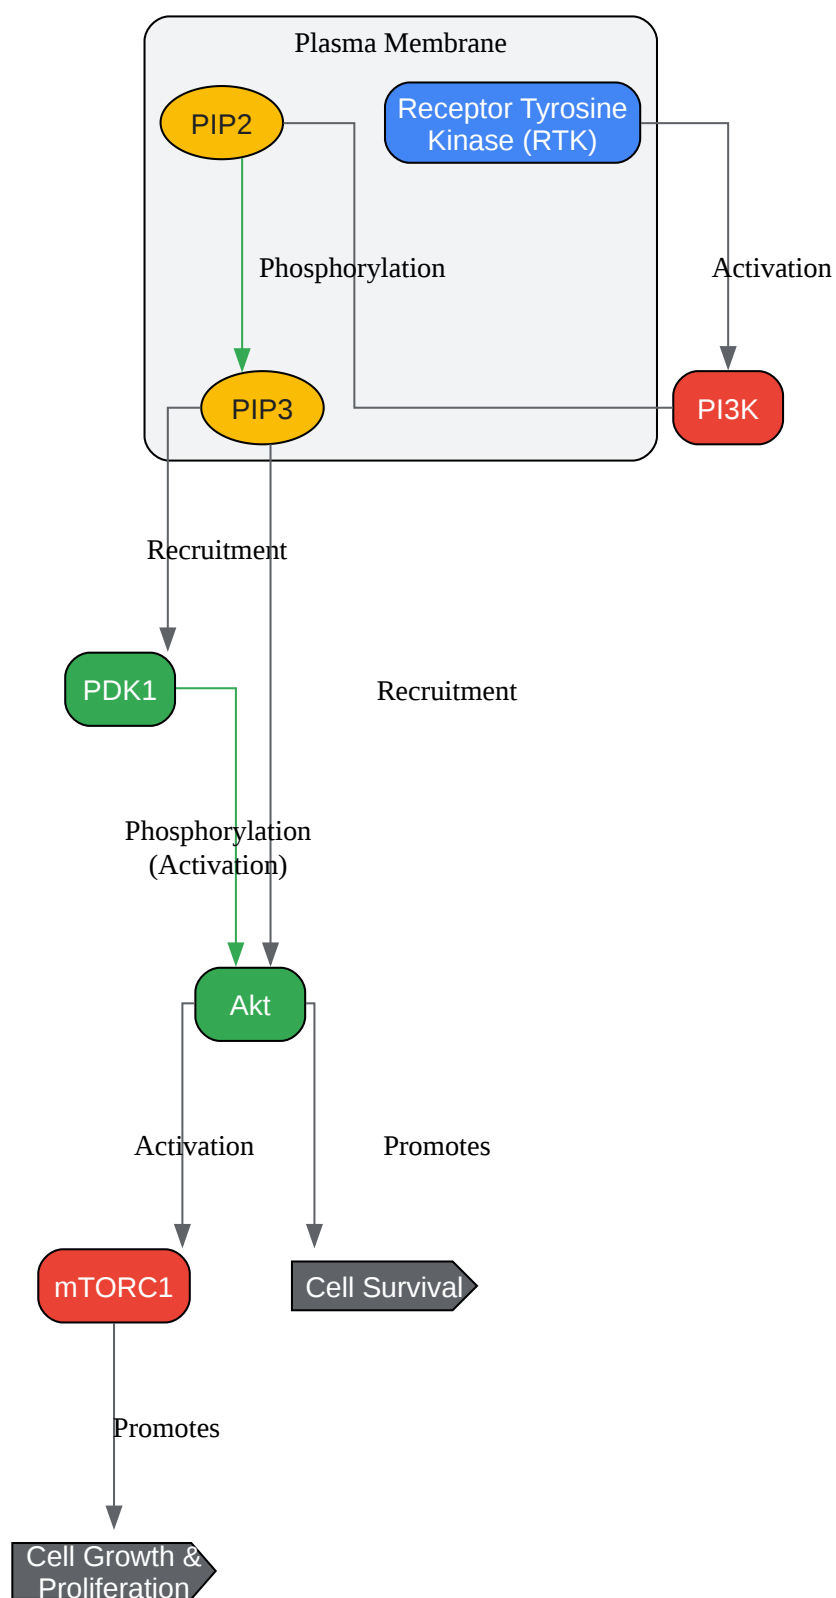 Plasma Membrane
PIP2
Receptor Tyrosine
Kinase (RTK)
Phosphorylation
Activation
PIP3
PI3K
Recruitment
PDK1
Recruitment
Phosphorylation
(Activation)
Akt
Activation
Promotes
mTORC1
Cell Survival
Promotes
Cell Growth &
Proliferation